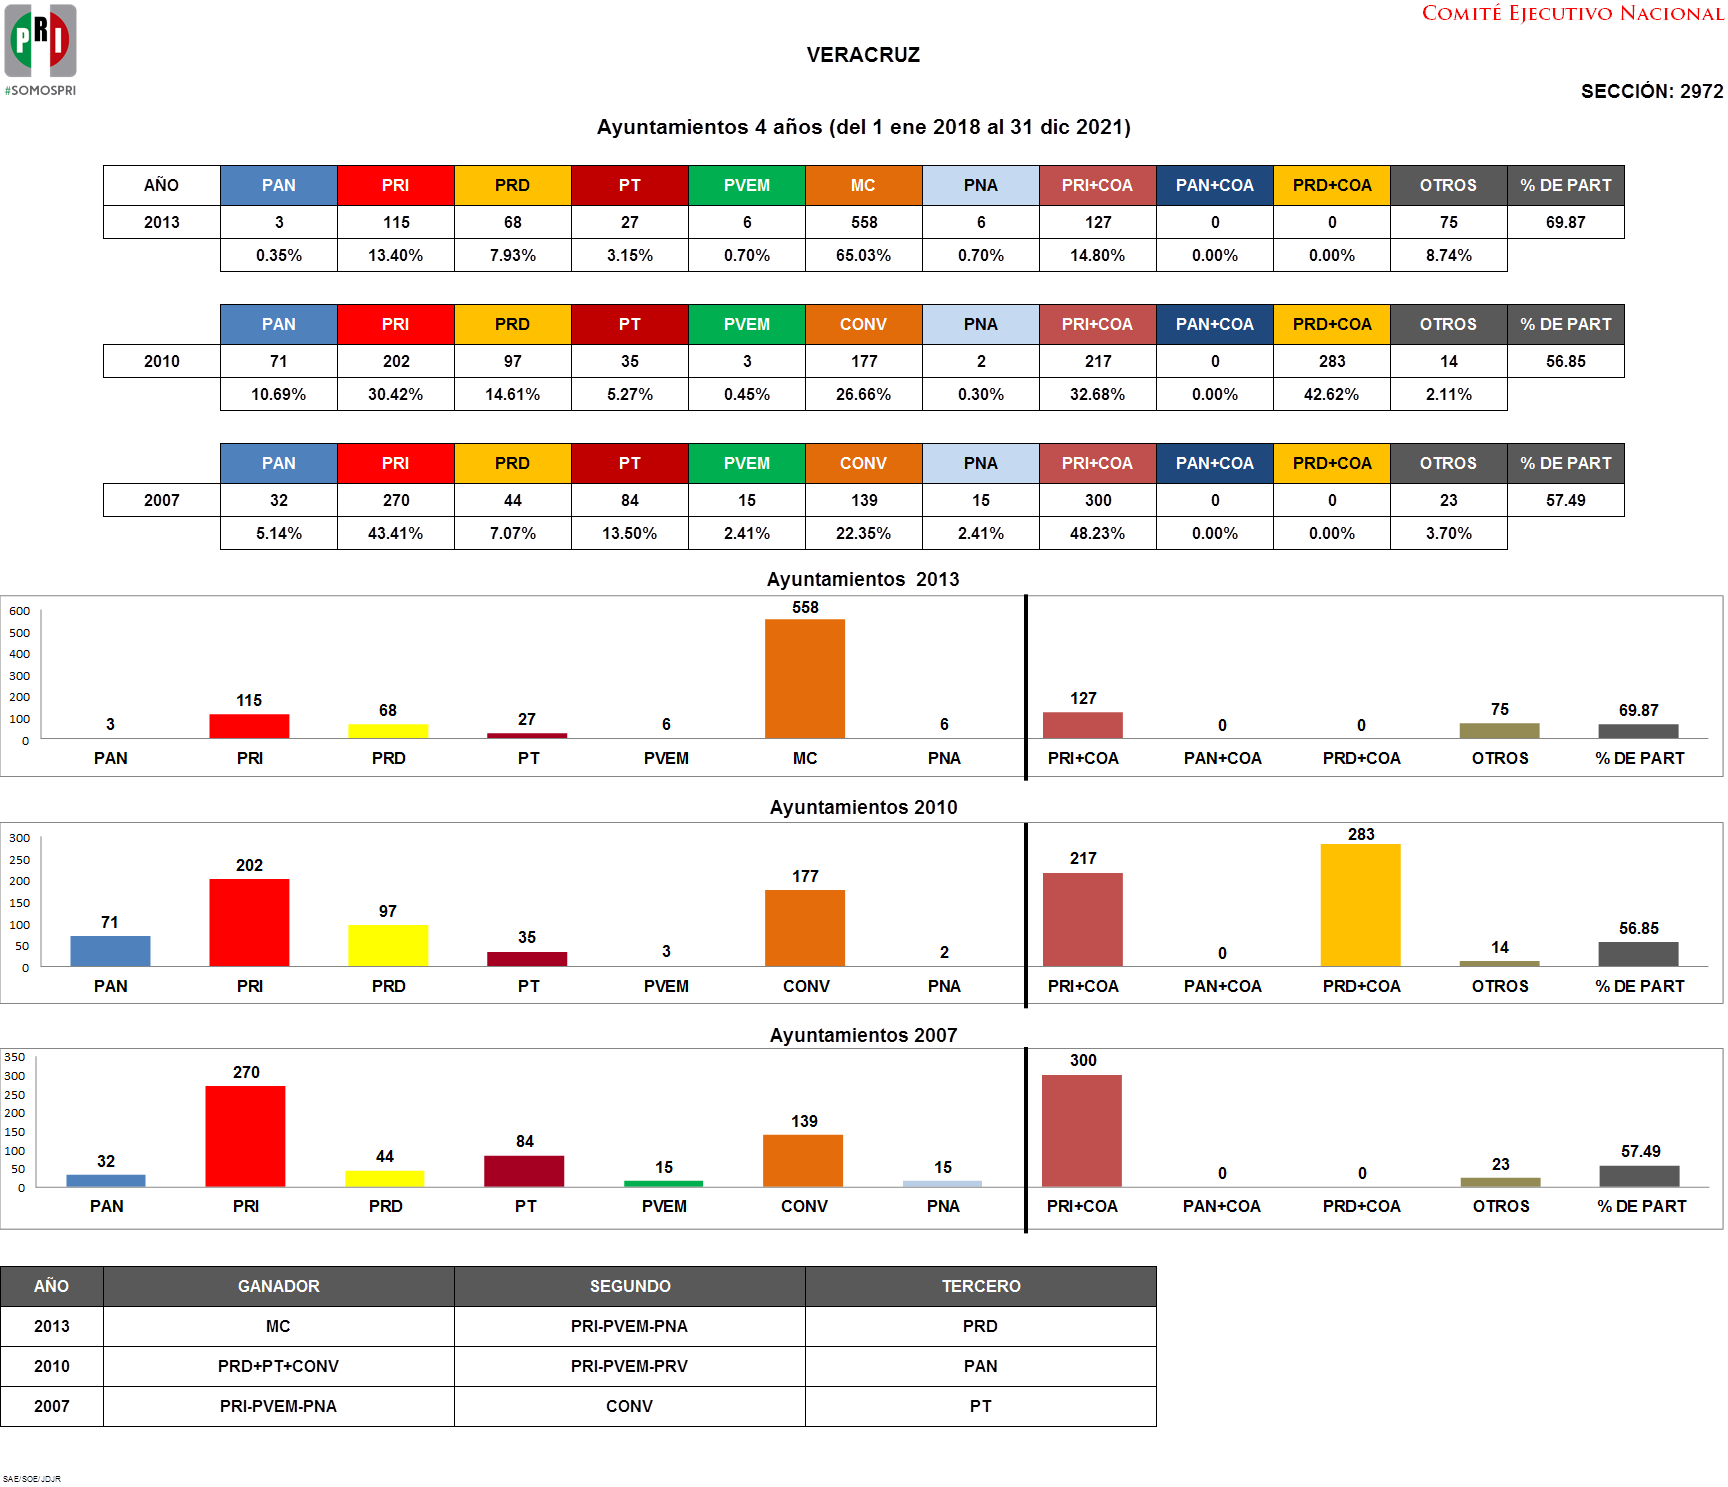 COMITÉ EJECUTIVO NACIONAL
PRI
#SOMOSPRI
VERACRUZ
SECCIÓN: 2972
Ayuntamientos 4 años (del 1 ene 2018 al 31 dic 2021)
AÑO PAN PRI PRD PT PVEM MC PNA PRI+COA PAN+COA PRD+COA OTROS % DE PART
2013 3 115 68 27 6 558 6 127 0 0 75 69.87
0.35% 13.40% 7.93% 3.15% 0.70% 65.03% 0.70% 14.80% 0.00% 0.00% 8.74%
PAN PRI PRD PT PVEM CONV PNA PRI+COA PAN+COA PRD+COA OTROS % DE PART
2010 71 202 97 35 3 177 2 217 0 283 14 56.85
10.69% 30.42% 14.61% 5.27% 0.45% 26.66% 0.30% 32.68% 0.00% 42.62% 2.11%
PAN PRI PRD PT PVEM CONV PNA PRI+COA PAN+COA PRD+COA OTROS % DE PART
2007 32 270 44 84 15 139 15 300 0 0 23 57.49
5.14% 43.41% 7.07% 13.50% 2.41% 22.35% 2.41% 48.23% 0.00% 0.00% 3.70%
Ayuntamientos 2013
600
500
400
300
200
100
0
3 115 68 27 6 558 6 127 0 0 75 69.87
PAN PRI PRD PT PVEM MC PNA PRI+COA PAN+COA PRD+COA OTROS % DE PART
Ayuntamientos 2010
300
250
200
150
100
50
0
71 202 97 35 3 177 2 217 0 283 14 56.85
PAN PRI PRD PT PVEM CONV PNA PRI+COA PAN+COA PRD+COA OTROS % DE PART
Ayuntamientos 2007
350
300
250
200
150
100
50
0
32 270 44 84 15 139 15 300 0 0 23 57.49
PAN PRI PRD PT PVEM CONV PNA PRI+COA PAN+COA PRD+COA OTROS % DE PART
AÑO GANADOR SEGUNDO TERCERO
2013 MC PRI-PVEM-PNA PRD
2010 PRD+PT+CONV PRI-PVEM-PRV PAN
2007 PRI-PVEM-PNA CONV PT
SAE/SOE/JDJR